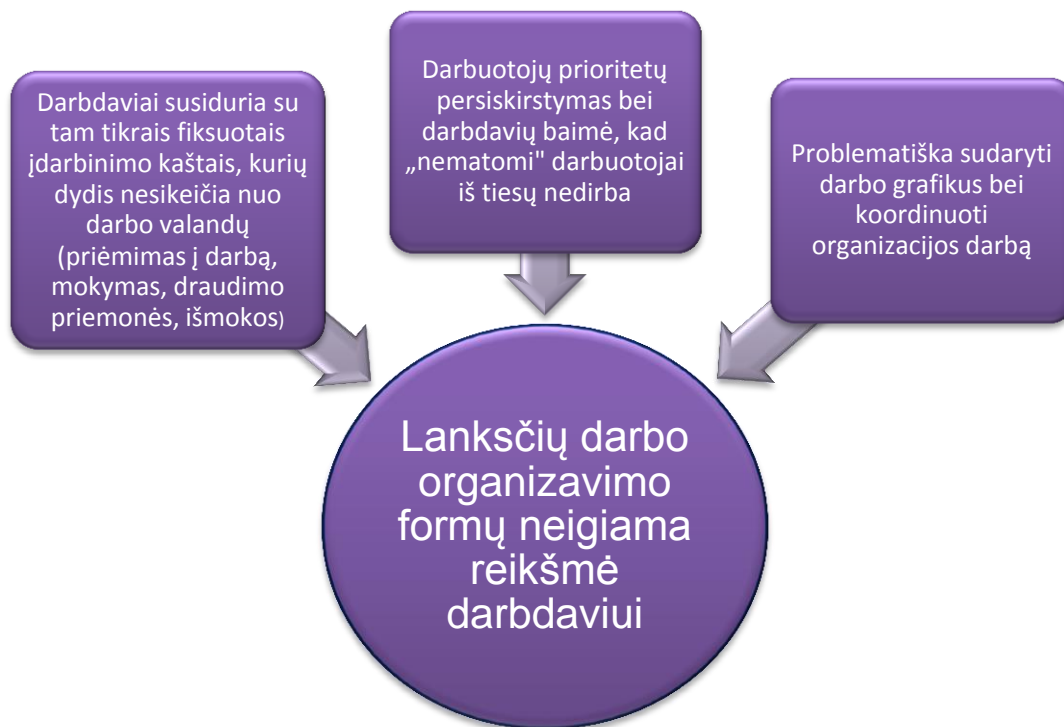 Darbdaviai susiduria su
tam tikrais fiksuotais
įdarbinimo kaštais, kurių
dydis nesikeičia nuo
darbo valandų
(priėmimas į darbą,
mokymas, draudimo
priemonės, išmokos)
Darbuotojų prioritetų
persiskirstymas bei
darbdavių baimė, kad
„nematomi" darbuotojai
iš tiesų nedirba
Problematiška sudaryti
darbo grafikus bei
koordinuoti
organizacijos darbą
Lanksčių darbo
organizavimo
formų neigiama
reikšmė
darbdaviui